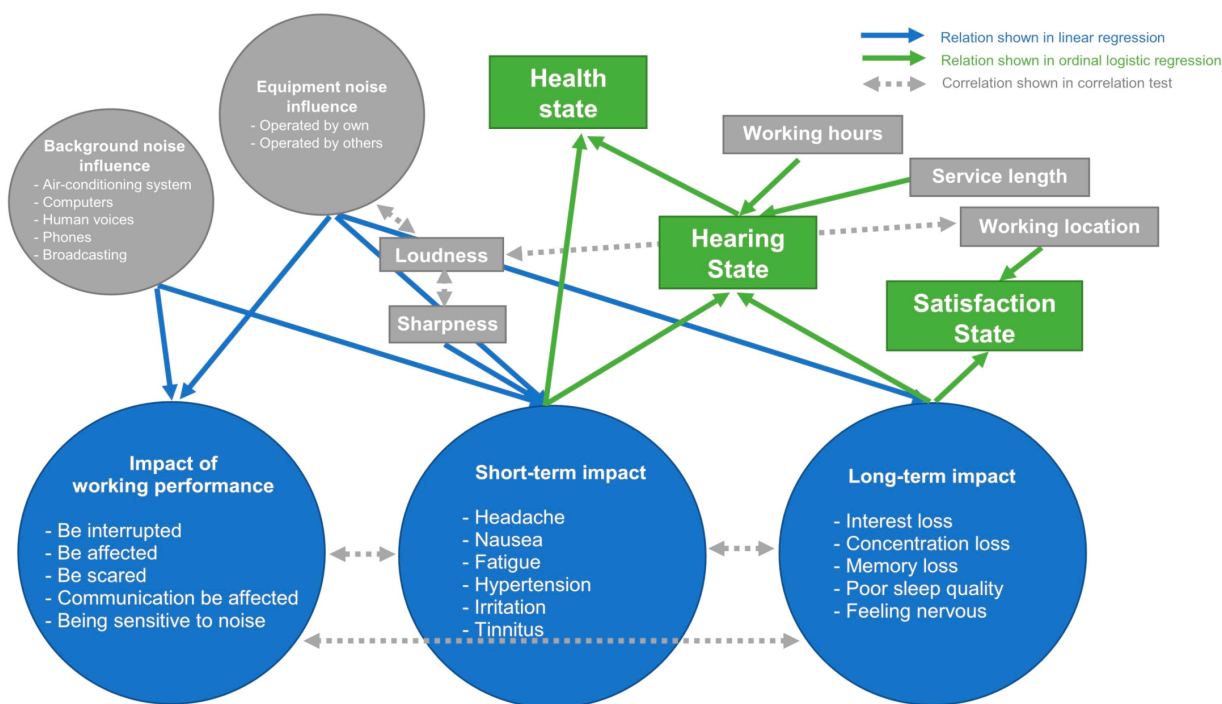 Relation shown in linear regression
Relation shown in ordinal logistic regression
Correlation shown in correlation test
Equipment noise
influence
- Operated by own
- Operated by others
Background noise
influence
- Air-conditioning system
- Computers
- Human voices
- Phones
- Broadcasting
Health
state
Working hours
Service length
Working location
Hearing
State
Loudness
Sharpness
Satisfaction
State
Impact of
working performance
- Be interrupted
- Be affected
- Be scared
- Communication be affected
- Being sensitive to noise
Short-term impact
- Headache
- Nausea
- Fatigue
- Hypertension
- Irritation
- Tinnitus
Long-term impact
- Interest loss
- Concentration loss
- Memory loss
- Poor sleep quality
- Feeling nervous